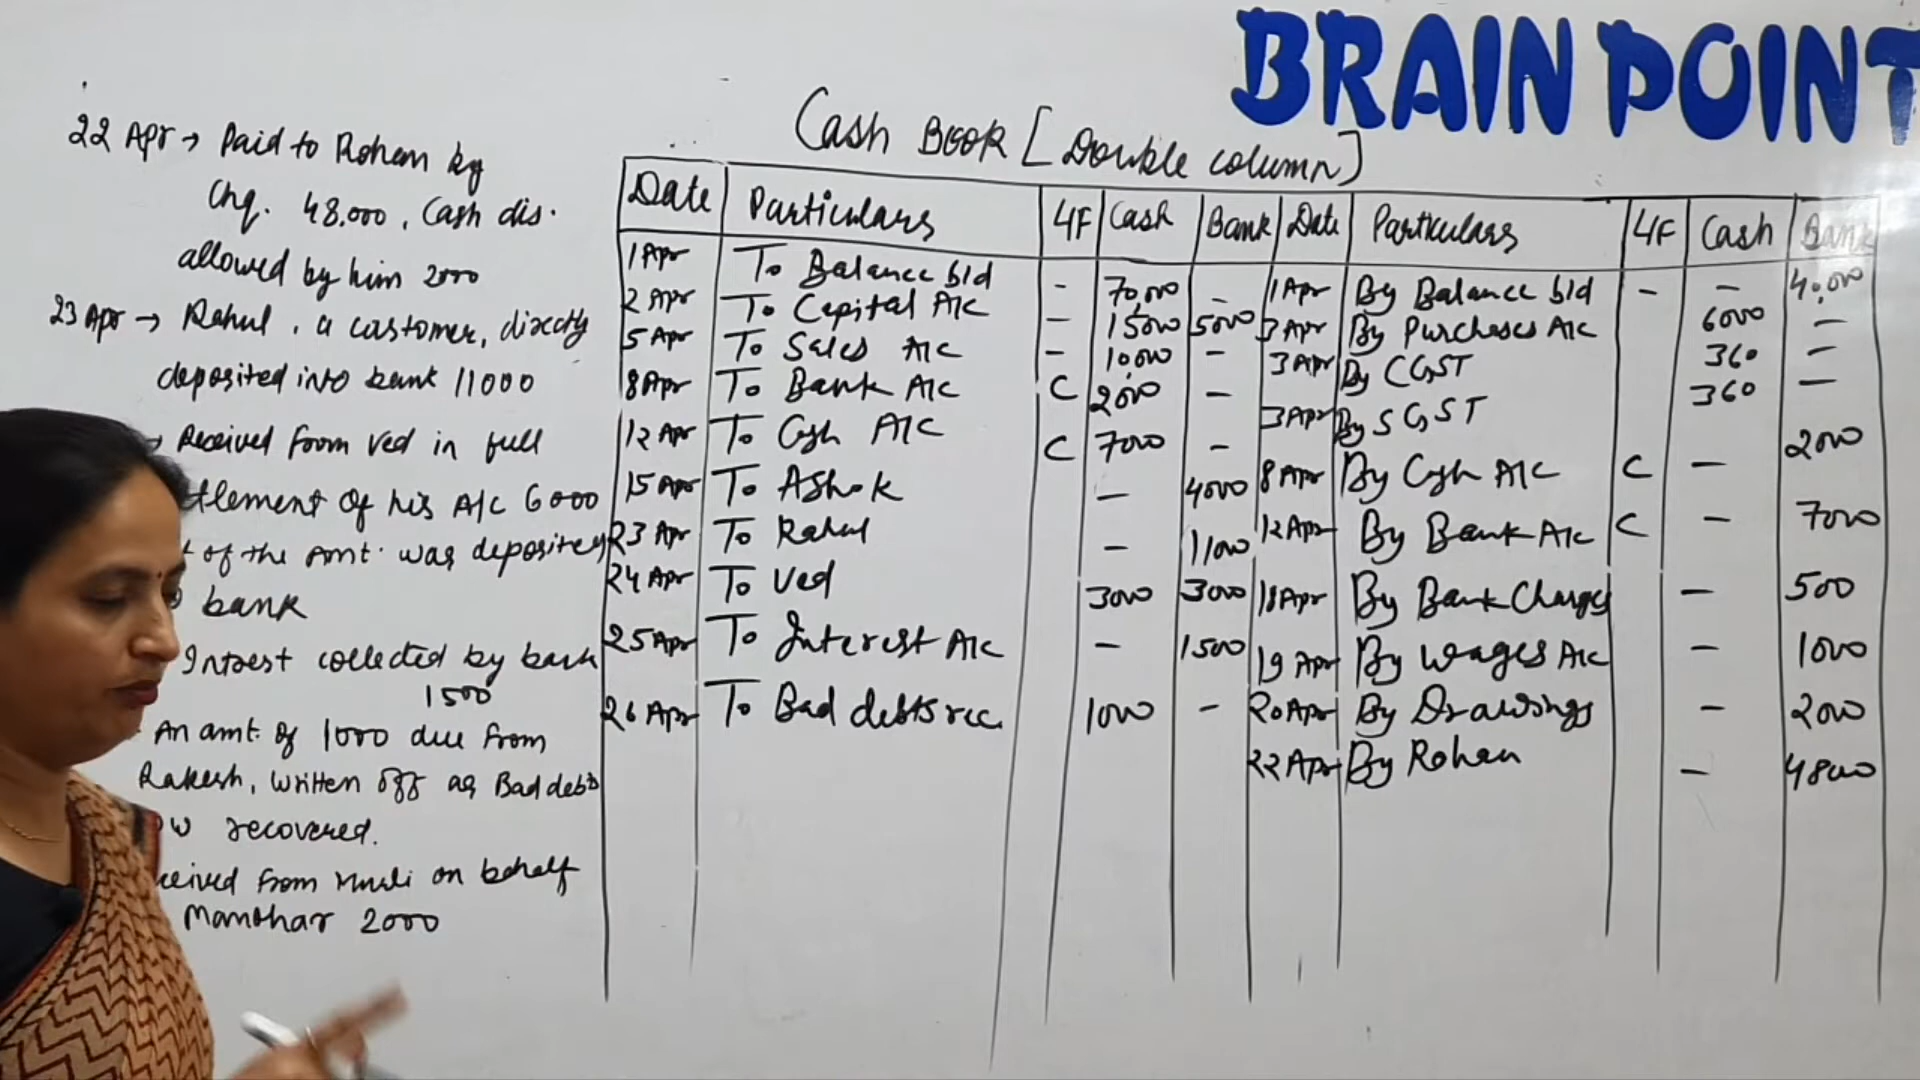 BRAIN POINT
Cash BOOK [Double column]
22 Apr → Paid to Rohan by
Chq. 48.000, Cash dis.
allowed by him 2000
23 Apr → Rahul, a customer, directly
deposited into bank 11000
Received from Ved in full
tlement of his A/c 6000
of the amt. was deposited
bank
Intrest collected by bank
1500
An amt. of 1000 due from
Rakesh, written off as Bad debts
w recovered.
ceived from Murli on behalf
Manohar 2000
Date Particulars LF Cash Bank Date Particulars LF Cash Bank
1 Apr To Balance b/d - 70,000 - 1 Apr By Balance b/d - - 40,000
2 Apr To Capital A/c - 15000 5000 3 Apr By Purchases A/c 6000 -
5 Apr To Sales A/c - 10,000 - 3 Apr By CGST 360 -
8 Apr To Bank A/c C 2000 - 3 Apr By SGST 360 -
12 Apr To Cash A/c C 7000 - 8 Apr By Cash A/c C - 2000
15 Apr To Ashok - 4000 12 Apr By Bank A/c C - 7000
23 Apr To Rahul - 11000 18 Apr By Bank Charges - 500
24 Apr To Ved 3000 3000 19 Apr By Wages A/c - 1000
25 Apr To Interest A/c - 1500 20 Apr By Drawings - 2000
26 Apr To Bad debts rec. 1000 - 22 Apr By Rohan - 48000